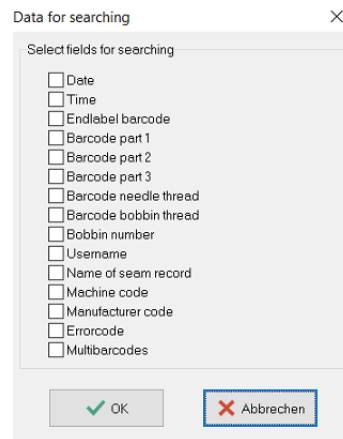 Data for searching
Select fields for searching
Date
Time
Endlabel barcode
Barcode part 1
Barcode part 2
Barcode part 3
Barcode needle thread
Barcode bobbin thread
Bobbin number
Username
Name of seam record
Machine code
Manufacturer code
Errorcode
Multibarcodes
OK
Abbrechen